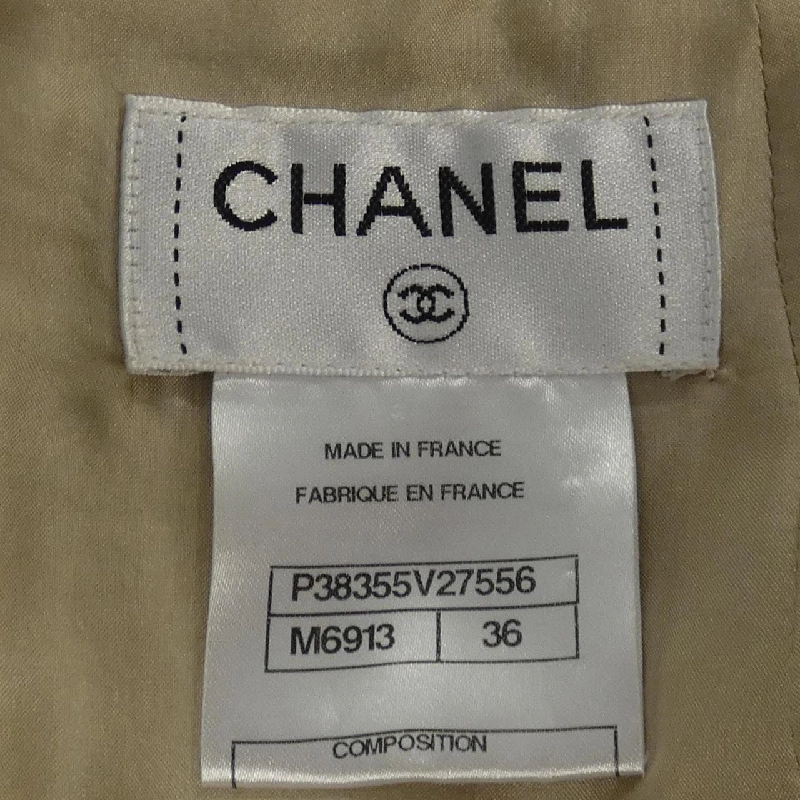 CHANEL
MADE IN FRANCE
FABRIQUE EN FRANCE
P38355V27556
M6913 36
COMPOSITION